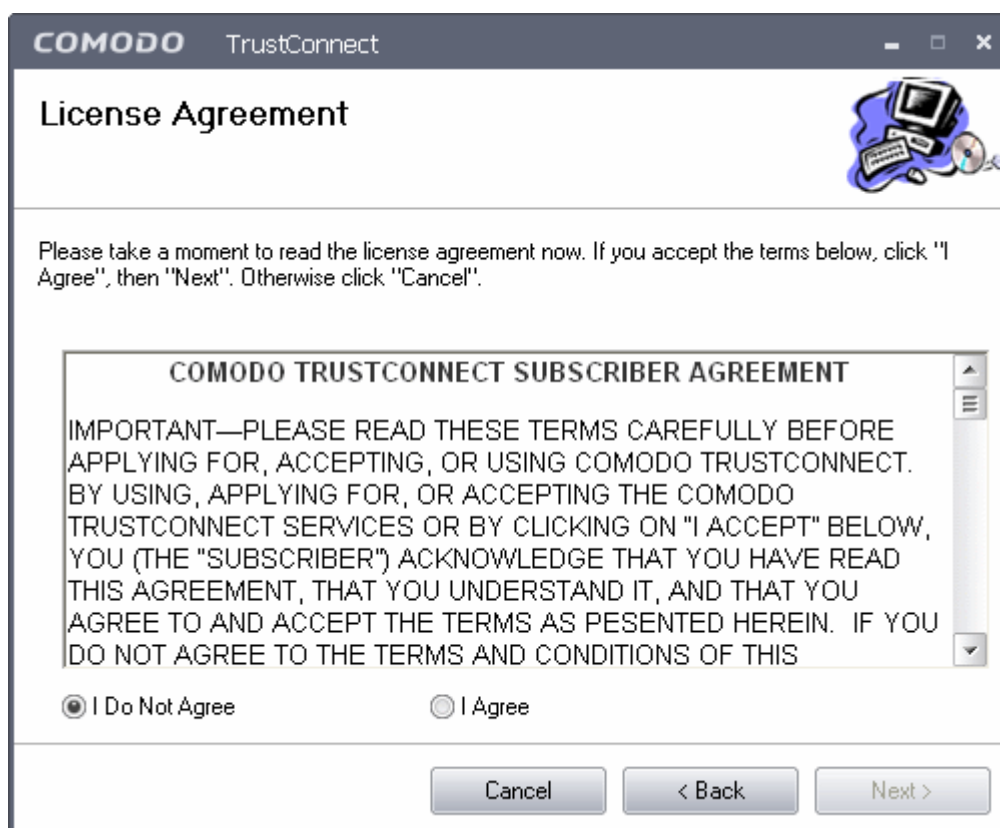 COMODO TrustConnect
License Agreement
Please take a moment to read the license agreement now. If you accept the terms below, click "I
Agree", then "Next". Otherwise click "Cancel".
COMODO TRUSTCONNECT SUBSCRIBER AGREEMENT
IMPORTANT—PLEASE READ THESE TERMS CAREFULLY BEFORE
APPLYING FOR, ACCEPTING, OR USING COMODO TRUSTCONNECT.
BY USING, APPLYING FOR, OR ACCEPTING THE COMODO
TRUSTCONNECT SERVICES OR BY CLICKING ON "I ACCEPT" BELOW,
YOU (THE "SUBSCRIBER") ACKNOWLEDGE THAT YOU HAVE READ
THIS AGREEMENT, THAT YOU UNDERSTAND IT, AND THAT YOU
AGREE TO AND ACCEPT THE TERMS AS PESENTED HEREIN. IF YOU
DO NOT AGREE TO THE TERMS AND CONDITIONS OF THIS
I Do Not Agree I Agree
Cancel < Back Next >